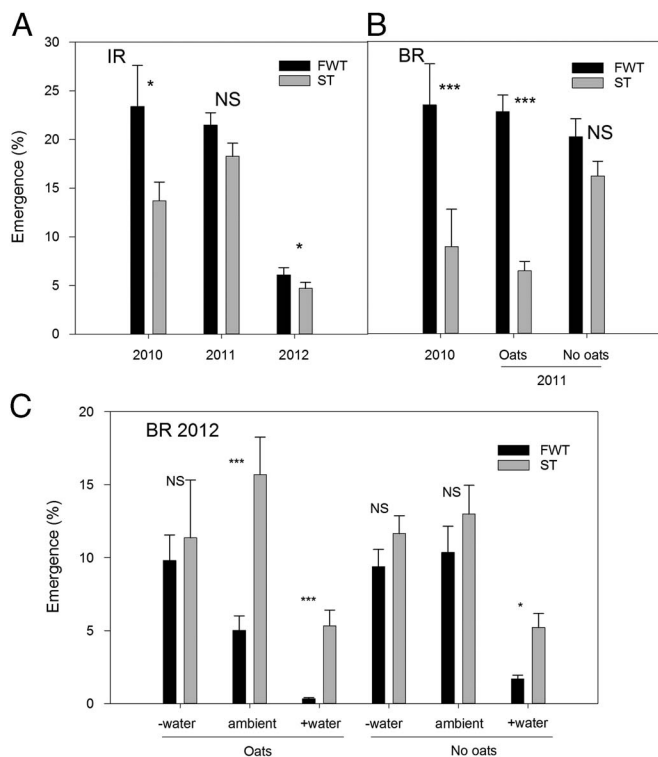 A
IR
FWT
ST
*
NS
*
30
25
20
15
10
5
0
Emergence (%)
2010
2011
2012
B
BR
FWT
ST
***
***
NS
2010
Oats
No oats
2011
C
BR 2012
FWT
ST
NS
***
***
NS
NS
*
20
15
10
5
0
Emergence (%)
-water
ambient
+water
-water
ambient
+water
Oats
No oats